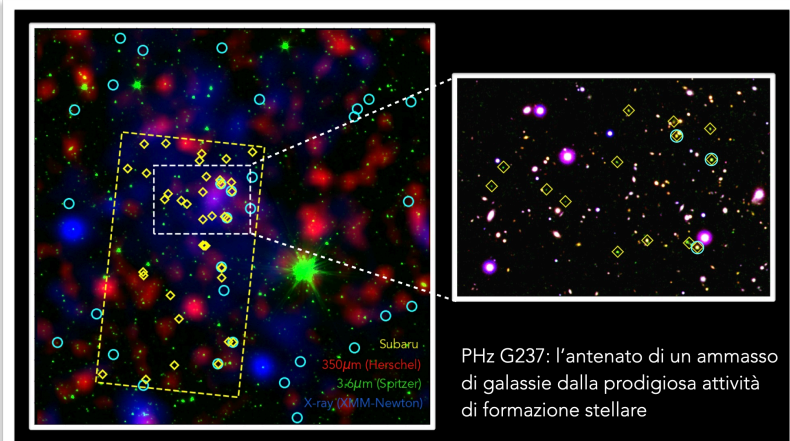 Subaru
350μm (Herschel)
3.6μm (Spitzer)
X-ray (XMM-Newton)
PHz G237: l'antenato di un ammasso
di galassie dalla prodigiosa attività
di formazione stellare